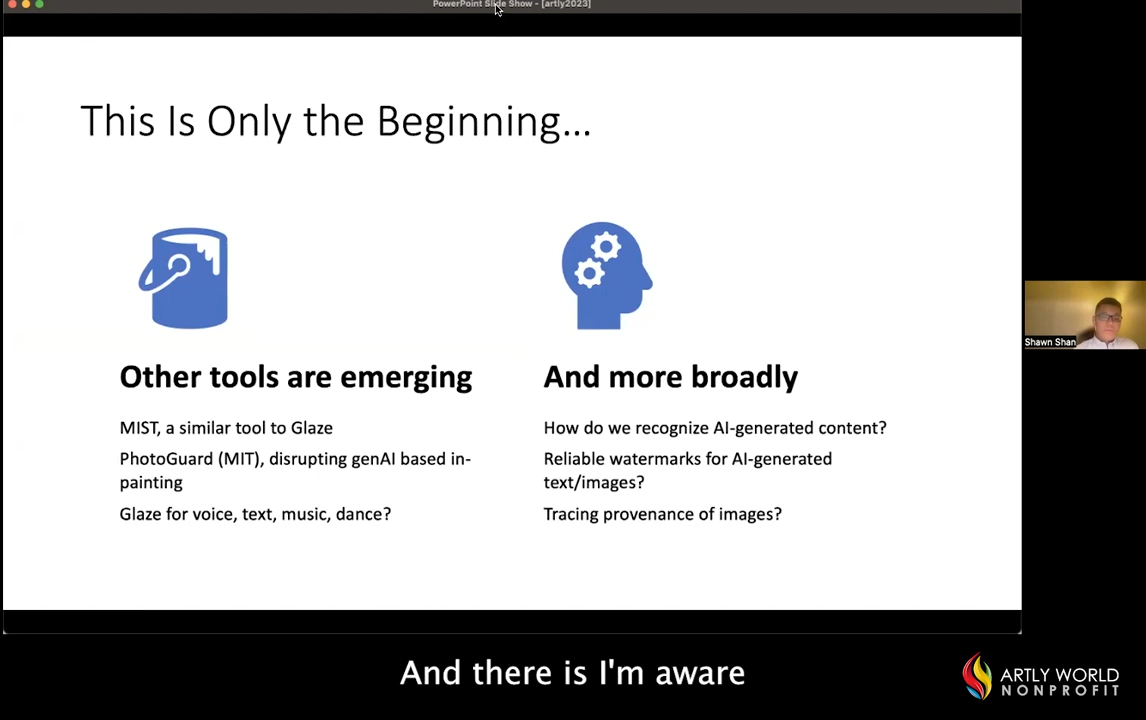 PowerPoint Slide Show - [artly2023]
This Is Only the Beginning...
Other tools are emerging
MIST, a similar tool to Glaze
PhotoGuard (MIT), disrupting genAI based in-
painting
Glaze for voice, text, music, dance?
And more broadly
How do we recognize AI-generated content?
Reliable watermarks for AI-generated
text/images?
Tracing provenance of images?
Shawn Shan
And there is I'm aware
ARTLY WORLD
NONPROFIT